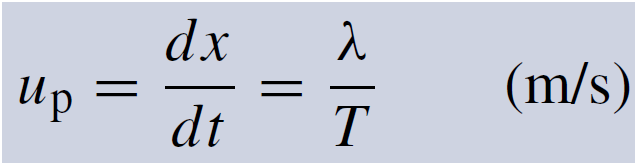 u_p = dx/dt = λ/T (m/s)